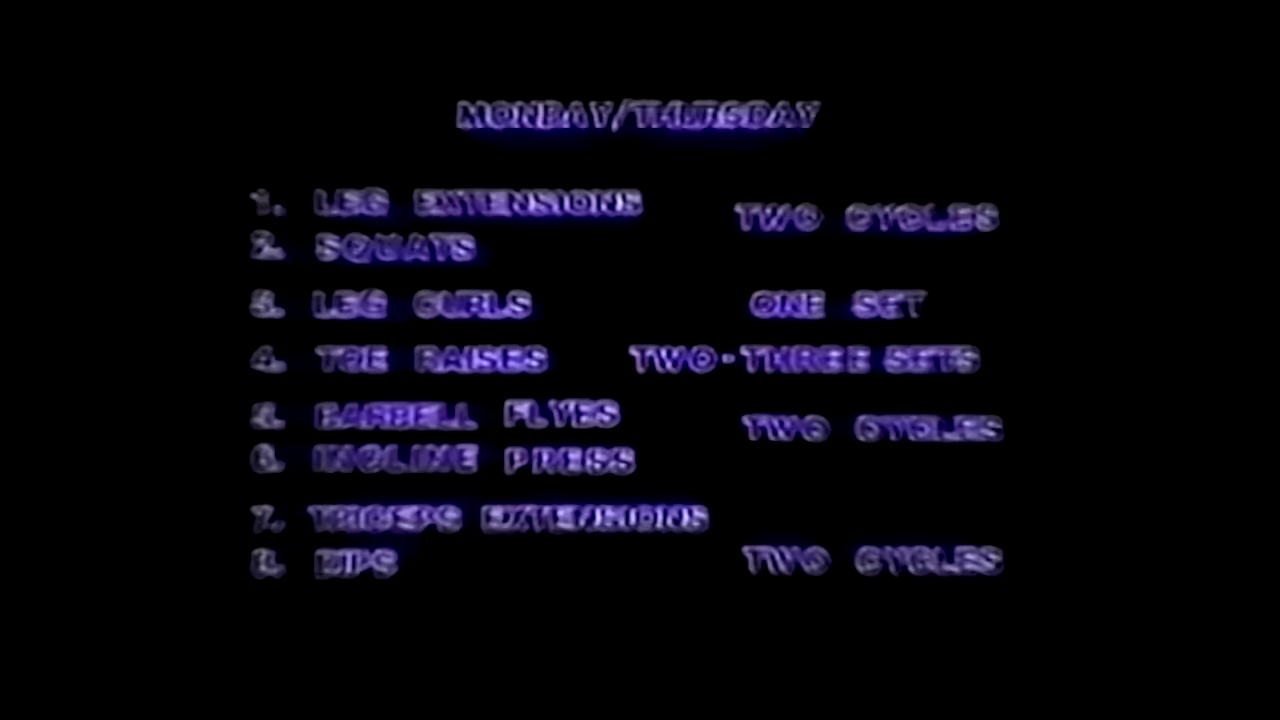 MONDAY/THURSDAY
1. LEG EXTENSIONS
TWO CYCLES
2. SQUATS
3. LEG CURLS ONE SET
4. TOE RAISES TWO-THREE SETS
5. BARBELL FLYES
TWO CYCLES
6. INCLINE PRESS
7. TRICEPS EXTENSIONS
8. DIPS TWO CYCLES